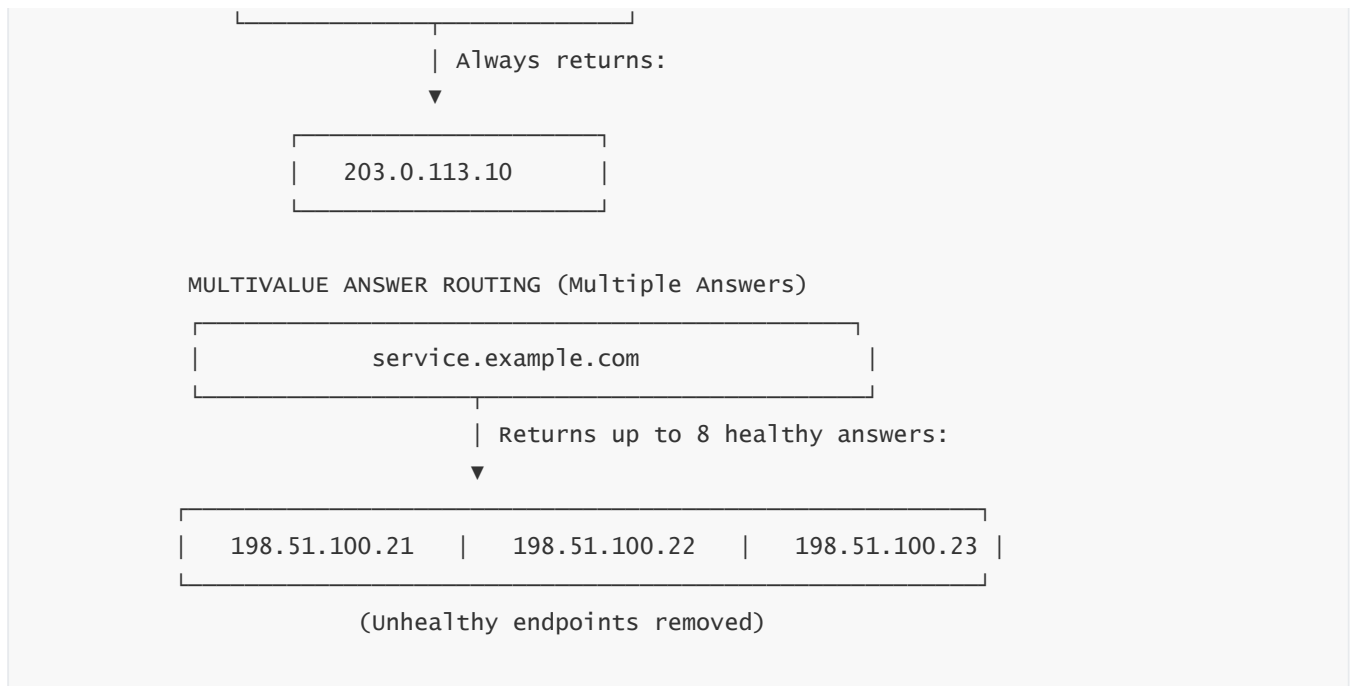 | Always returns:
▼
| 203.0.113.10 |
MULTIVALUE ANSWER ROUTING (Multiple Answers)
| service.example.com |
| Returns up to 8 healthy answers:
▼
| 198.51.100.21 | 198.51.100.22 | 198.51.100.23 |
(Unhealthy endpoints removed)